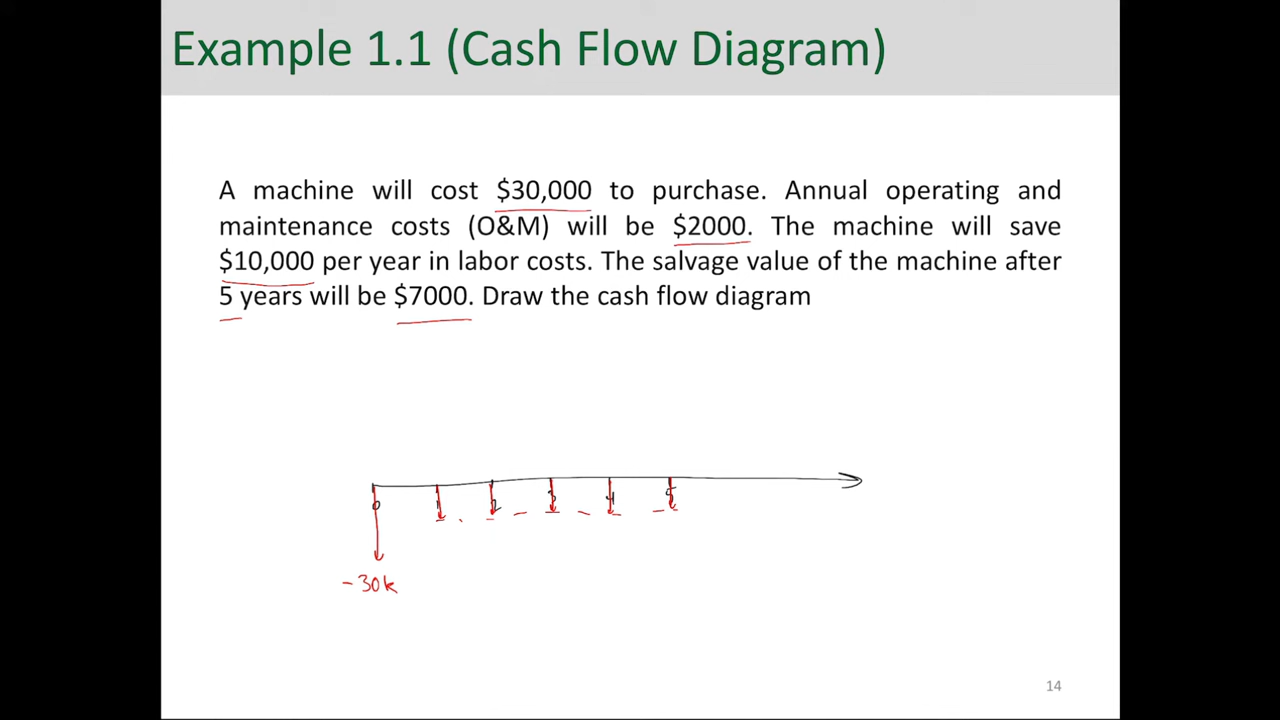 Example 1.1 (Cash Flow Diagram)
A machine will cost $30,000 to purchase. Annual operating and
maintenance costs (O&M) will be $2000. The machine will save
$10,000 per year in labor costs. The salvage value of the machine after
5 years will be $7000. Draw the cash flow diagram
0 1 2 3 4 5
-30k
14